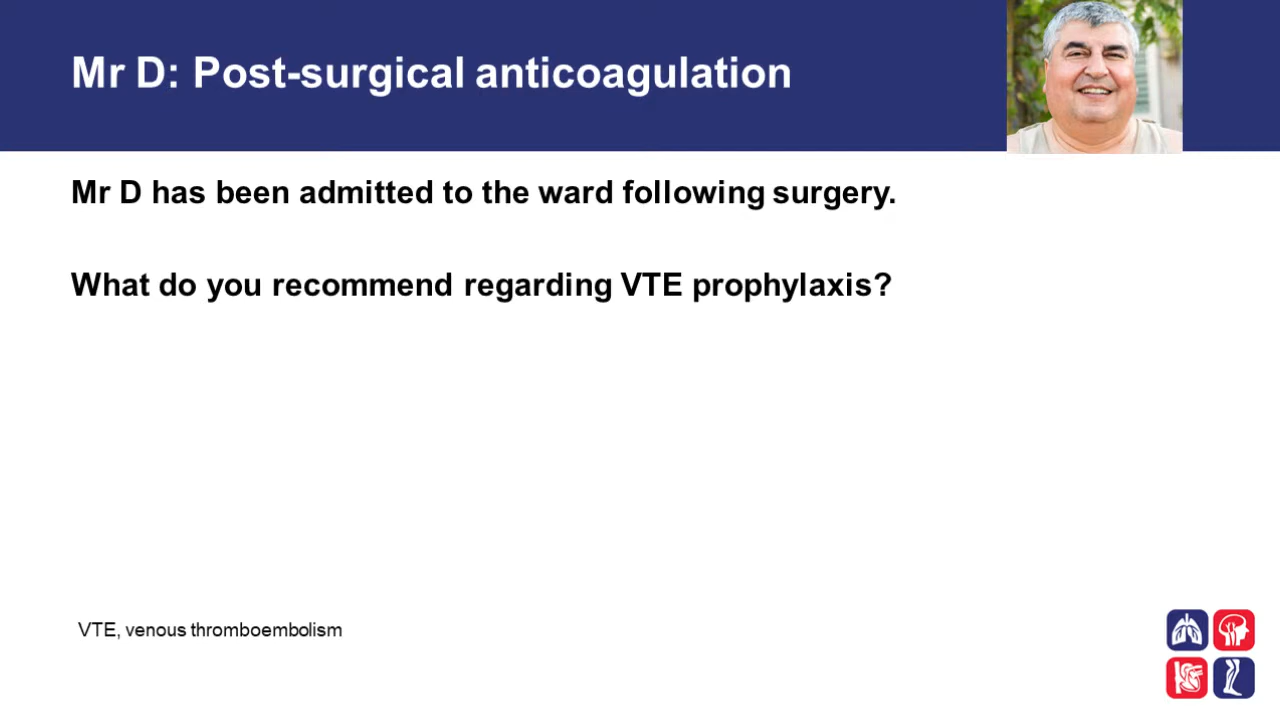 Mr D: Post-surgical anticoagulation
Mr D has been admitted to the ward following surgery.
What do you recommend regarding VTE prophylaxis?
VTE, venous thromboembolism